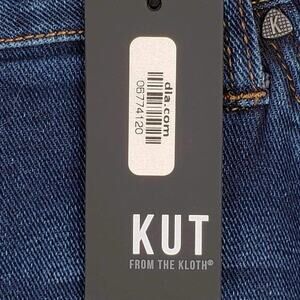 dla.com
06774120
KUT
FROM THE KLOTH®
K